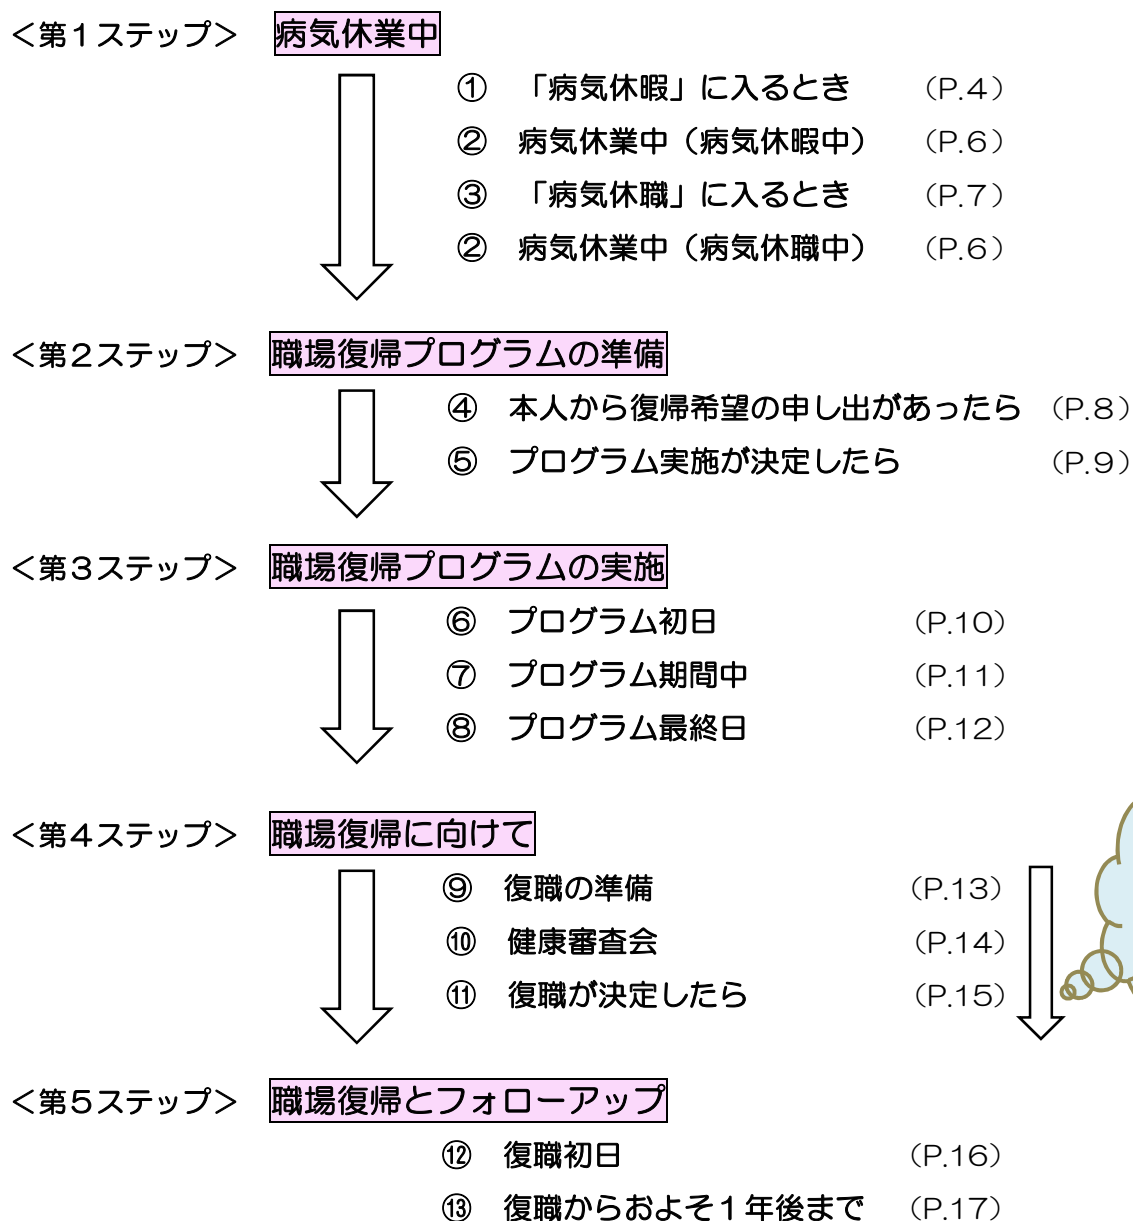 ＜第１ステップ＞　病気休業中
①　「病気休暇」に入るとき　（P.4）
②　病気休業中（病気休暇中）　（P.6）
③　「病気休職」に入るとき　（P.7）
②　病気休業中（病気休職中）　（P.6）
＜第２ステップ＞　職場復帰プログラムの準備
④　本人から復帰希望の申し出があったら　（P.8）
⑤　プログラム実施が決定したら　（P.9）
＜第３ステップ＞　職場復帰プログラムの実施
⑥　プログラム初日　（P.10）
⑦　プログラム期間中　（P.11）
⑧　プログラム最終日　（P.12）
＜第４ステップ＞　職場復帰に向けて
⑨　復職の準備　（P.13）
⑩　健康審査会　（P.14）
⑪　復職が決定したら　（P.15）
＜第５ステップ＞　職場復帰とフォローアップ
⑫　復職初日　（P.16）
⑬　復職からおよそ１年後まで　（P.17）